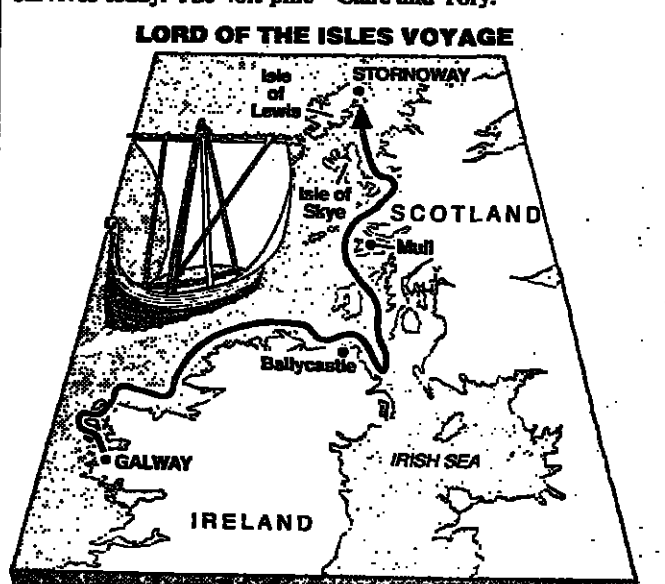 LORD OF THE ISLES VOYAGE
Isle
of
Lewis
STORNOWAY
Isle of
Skye
SCOTLAND
Mull
Ballycastle
GALWAY
IRISH SEA
IRELAND